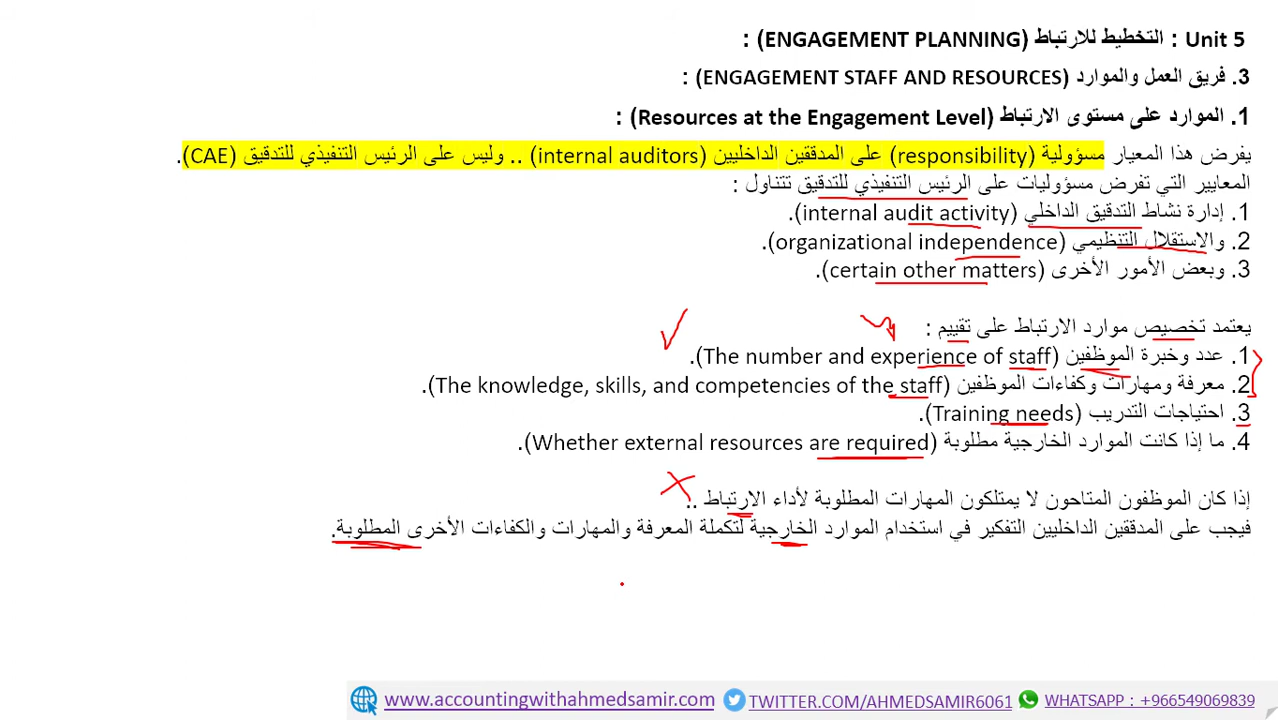 Unit 5 : التخطيط للارتباط (ENGAGEMENT PLANNING) :
3. فريق العمل والموارد (ENGAGEMENT STAFF AND RESOURCES) :
1. الموارد على مستوى الارتباط (Resources at the Engagement Level) :
يفرض هذا المعيار مسؤولية (responsibility) على المدققين الداخليين (internal auditors) .. وليس على الرئيس التنفيذي للتدقيق (CAE).
المعايير التي تفرض مسؤوليات على الرئيس التنفيذي للتدقيق تتناول :
1. إدارة نشاط التدقيق الداخلي (internal audit activity).
2. والاستقلال التنظيمي (organizational independence).
3. وبعض الأمور الأخرى (certain other matters).
يعتمد تخصيص موارد الارتباط على تقييم :
1. عدد وخبرة الموظفين (The number and experience of staff).
2. معرفة ومهارات وكفاءات الموظفين (The knowledge, skills, and competencies of the staff).
3. احتياجات التدريب (Training needs).
4. ما إذا كانت الموارد الخارجية مطلوبة (Whether external resources are required).
إذا كان الموظفون المتاحون لا يمتلكون المهارات المطلوبة لأداء الارتباط ..
فيجب على المدققين الداخليين التفكير في استخدام الموارد الخارجية لتكملة المعرفة والمهارات والكفاءات الأخرى المطلوبة.
www.accountingwithahmedsamir.com TWITTER.COM/AHMEDSAMIR6061 WHATSAPP : +966549069839